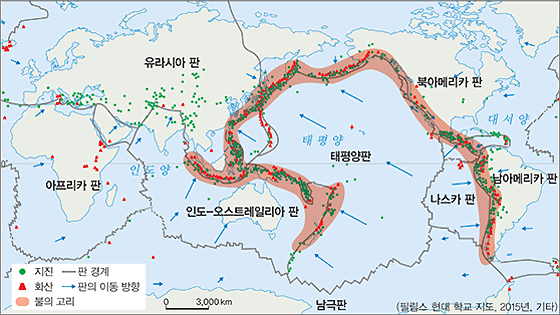 유라시아 판
북아메리카 판
대서양
태평양
태평양판
인도양
아프리카 판
인도-오스트레일리아 판
나스카 판
남아메리카 판
지진
판 경계
화산
판의 이동 방향
불의 고리
0
3,000 km
남극판
(필립스 현대 학교 지도, 2015년, 기타)